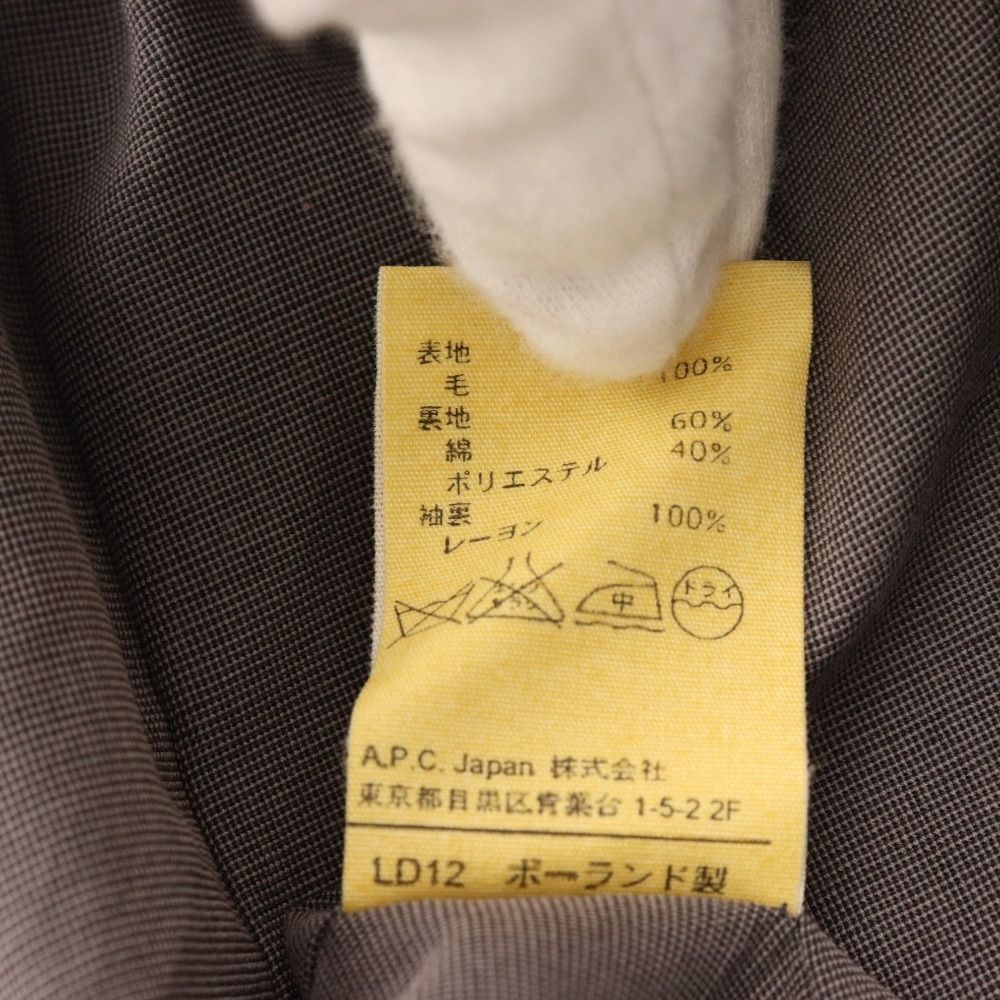 表地
毛 100%
裏地
綿 60%
ポリエステル 40%
袖裏
レーヨン 100%
中 ドライ
A.P.C. Japan 株式会社
東京都目黒区青葉台 1-5-2 2F
LD12 ポーランド製